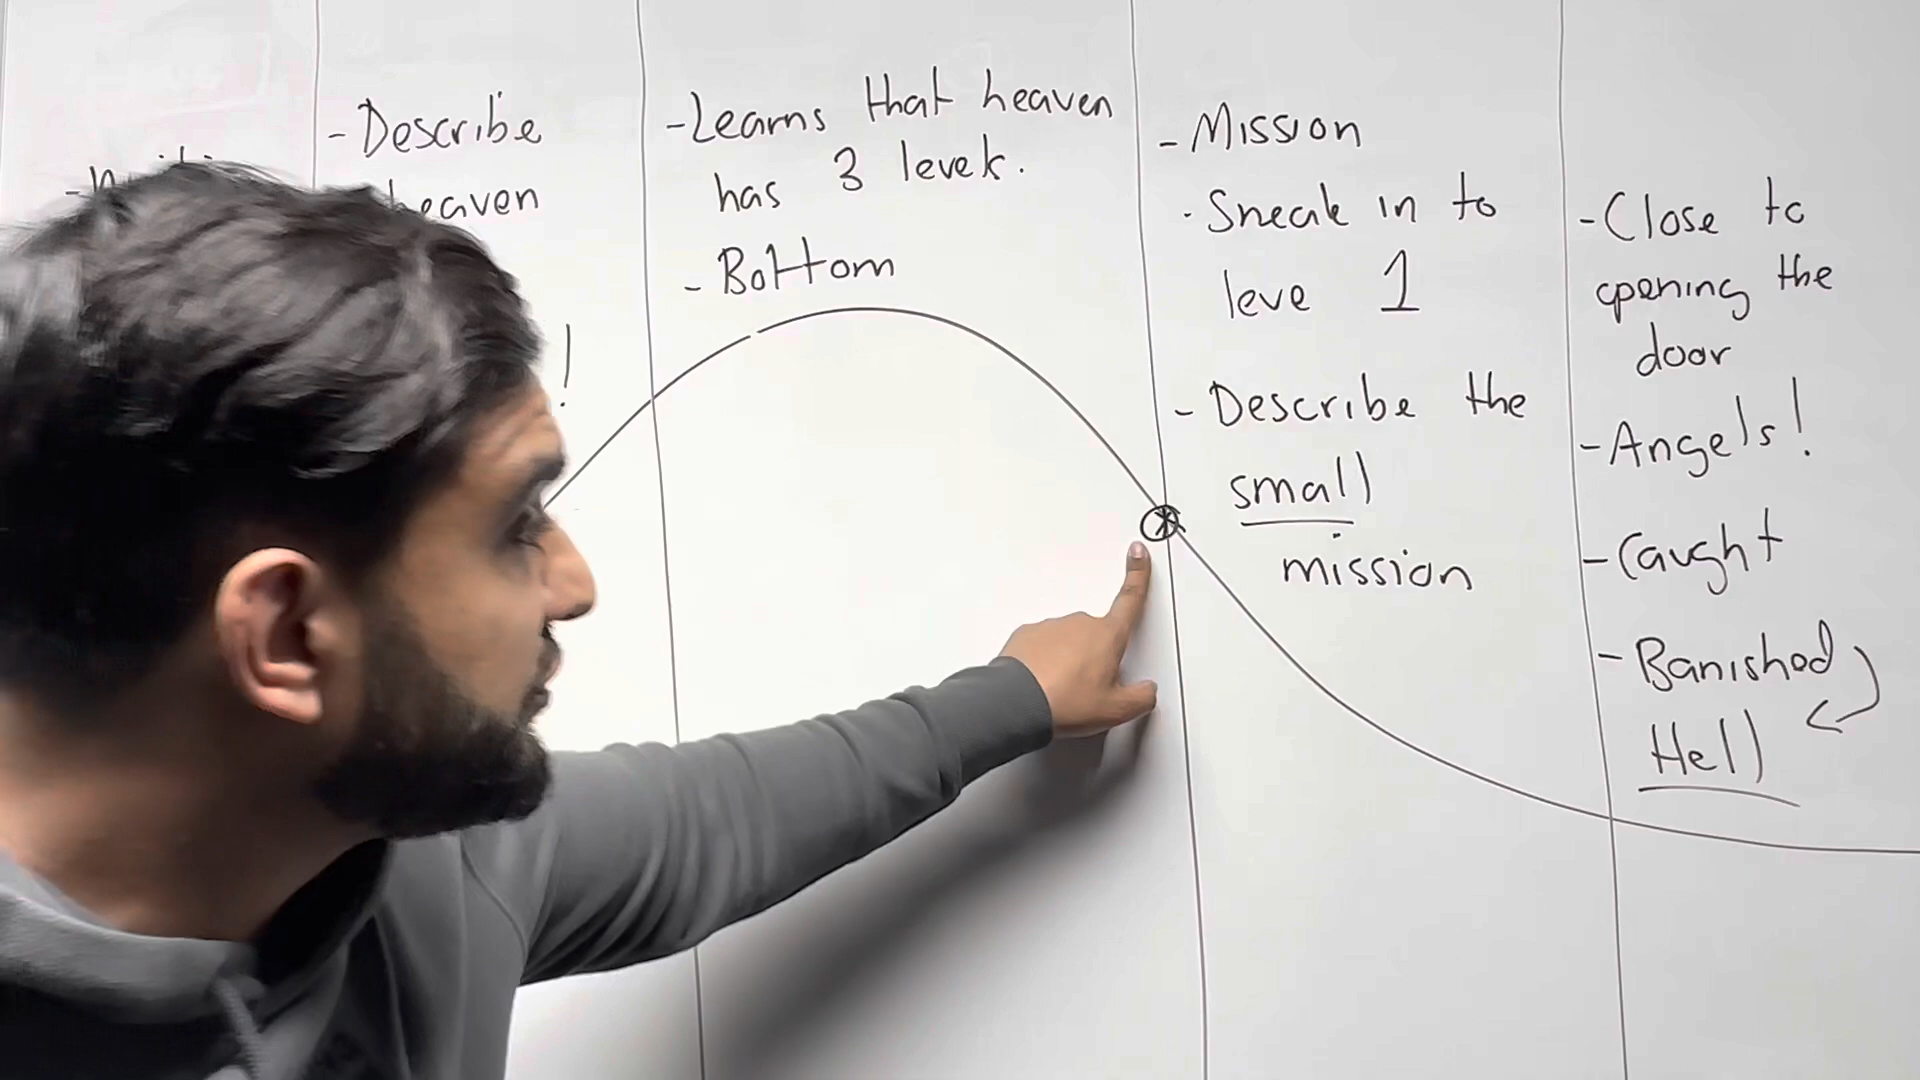 - Describe
heaven
!
- Learns that heaven
has 3 levels.
- Bottom
- Mission
· Sneak in to
leve 1
- Describe the
small
mission
- Close to
opening the
door
- Angels!
- Caught
- Banished
Hell